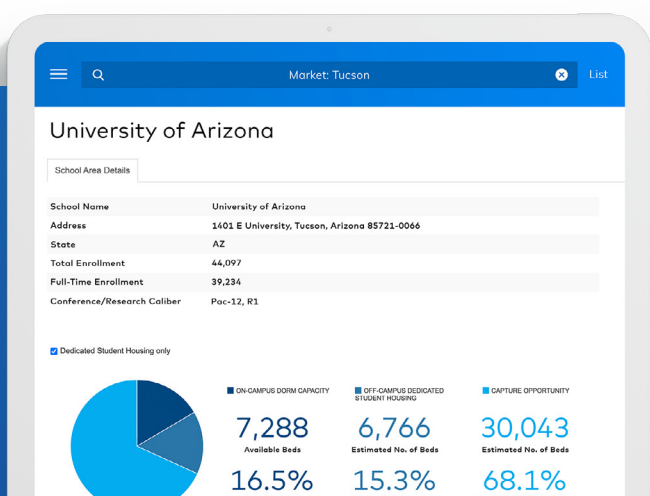 Market: Tucson
List
University of Arizona
School Area Details
School Name University of Arizona
Address 1401 E University, Tucson, Arizona 85721-0066
State AZ
Total Enrollment 44,097
Full-Time Enrollment 39,234
Conference/Research Caliber Pac-12, R1
Dedicated Student Housing only
ON-CAMPUS DORM CAPACITY
7,288
Available Beds
16.5%
OFF-CAMPUS DEDICATED
STUDENT HOUSING
6,766
Estimated No. of Beds
15.3%
CAPTURE OPPORTUNITY
30,043
Estimated No. of Beds
68.1%